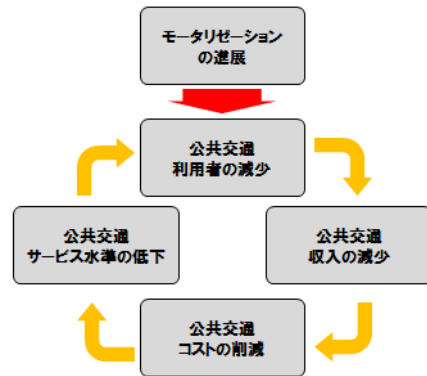 モータリゼーション
の進展
公共交通
利用者の減少
公共交通
サービス水準の低下
公共交通
収入の減少
公共交通
コストの削減